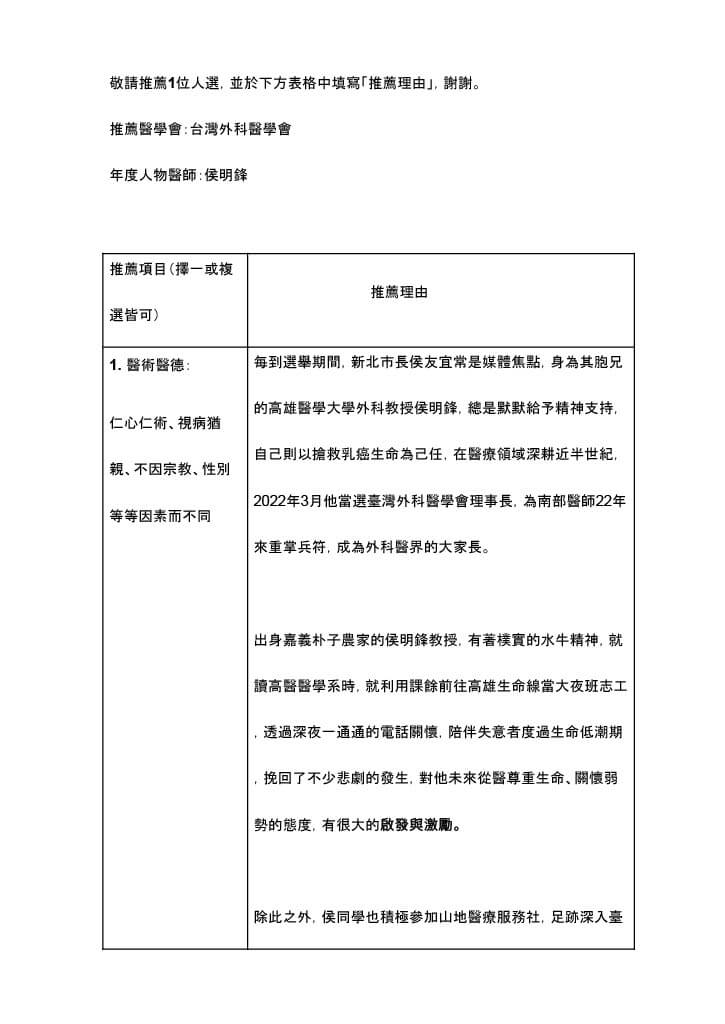 敬請推薦1位人選，並於下方表格中填寫「推薦理由」，謝謝。
推薦醫學會：台灣外科醫學會
年度人物醫師：侯明鋒
推薦項目（擇一或複
選皆可）
推薦理由
1. 醫術醫德：
仁心仁術、視病猶
親、不因宗教、性別
等等因素而不同
每到選舉期間，新北市長侯友宜常是媒體焦點，身為其胞兄
的高雄醫學大學外科教授侯明鋒，總是默默給予精神支持，
自己則以搶救乳癌生命為己任，在醫療領域深耕近半世紀，
2022年3月他當選臺灣外科醫學會理事長，為南部醫師22年
來重掌兵符，成為外科醫界的大家長。
出身嘉義朴子農家的侯明鋒教授，有著樸實的水牛精神，就
讀高醫醫學系時，就利用課餘前往高雄生命線當大夜班志工
，透過深夜一通通的電話關懷，陪伴失意者度過生命低潮期
，挽回了不少悲劇的發生，對他未來從醫尊重生命、關懷弱
勢的態度，有很大的啟發與激勵。
除此之外，侯同學也積極參加山地醫療服務社，足跡深入臺